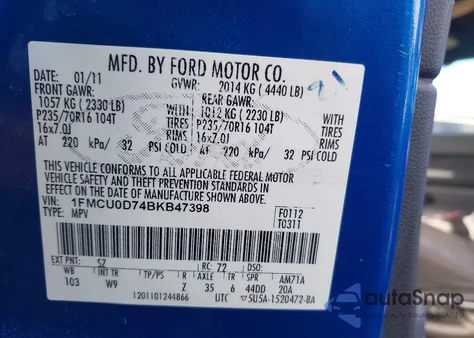 MFD. BY FORD MOTOR CO.
DATE: 01/11 GVWR: 2014 KG (4440 LB)
FRONT GAWR: REAR GAWR:
1057 KG (2330 LB) 1012 KG (2230 LB)
P235/70R16 104T WITH TIRES P235/70R16 104T WITH TIRES
16x7.0J RIMS 16x7.0J RIMS
AT 220 kPa/ 32 PSI COLD AT 220 kPa/ 32 PSI COLD
THIS VEHICLE CONFORMS TO ALL APPLICABLE FEDERAL MOTOR
VEHICLE SAFETY AND THEFT PREVENTION STANDARDS IN
EFFECT ON THE DATE OF MANUFACTURE SHOWN ABOVE.
VIN: 1FMCU0D74BKB47398 F0112
TYPE: MPV T0311
EXT PNT: SZ RC: 72 DSO:
WB INT TR TP/PS R AXLE TR SPR AM71A
103 W9 Z 35 6 44DD 20A
1201101244866 UTC 5U5A-1520472-BA
autoSnap